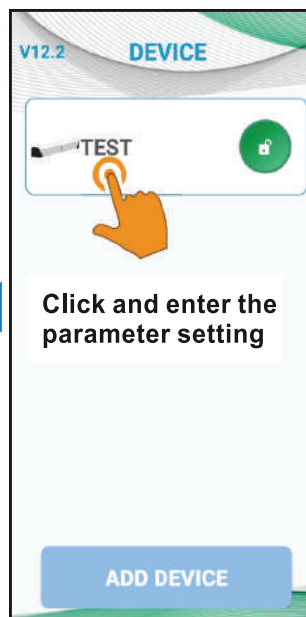 V12.2 DEVICE
TEST
Click and enter the
parameter setting
ADD DEVICE